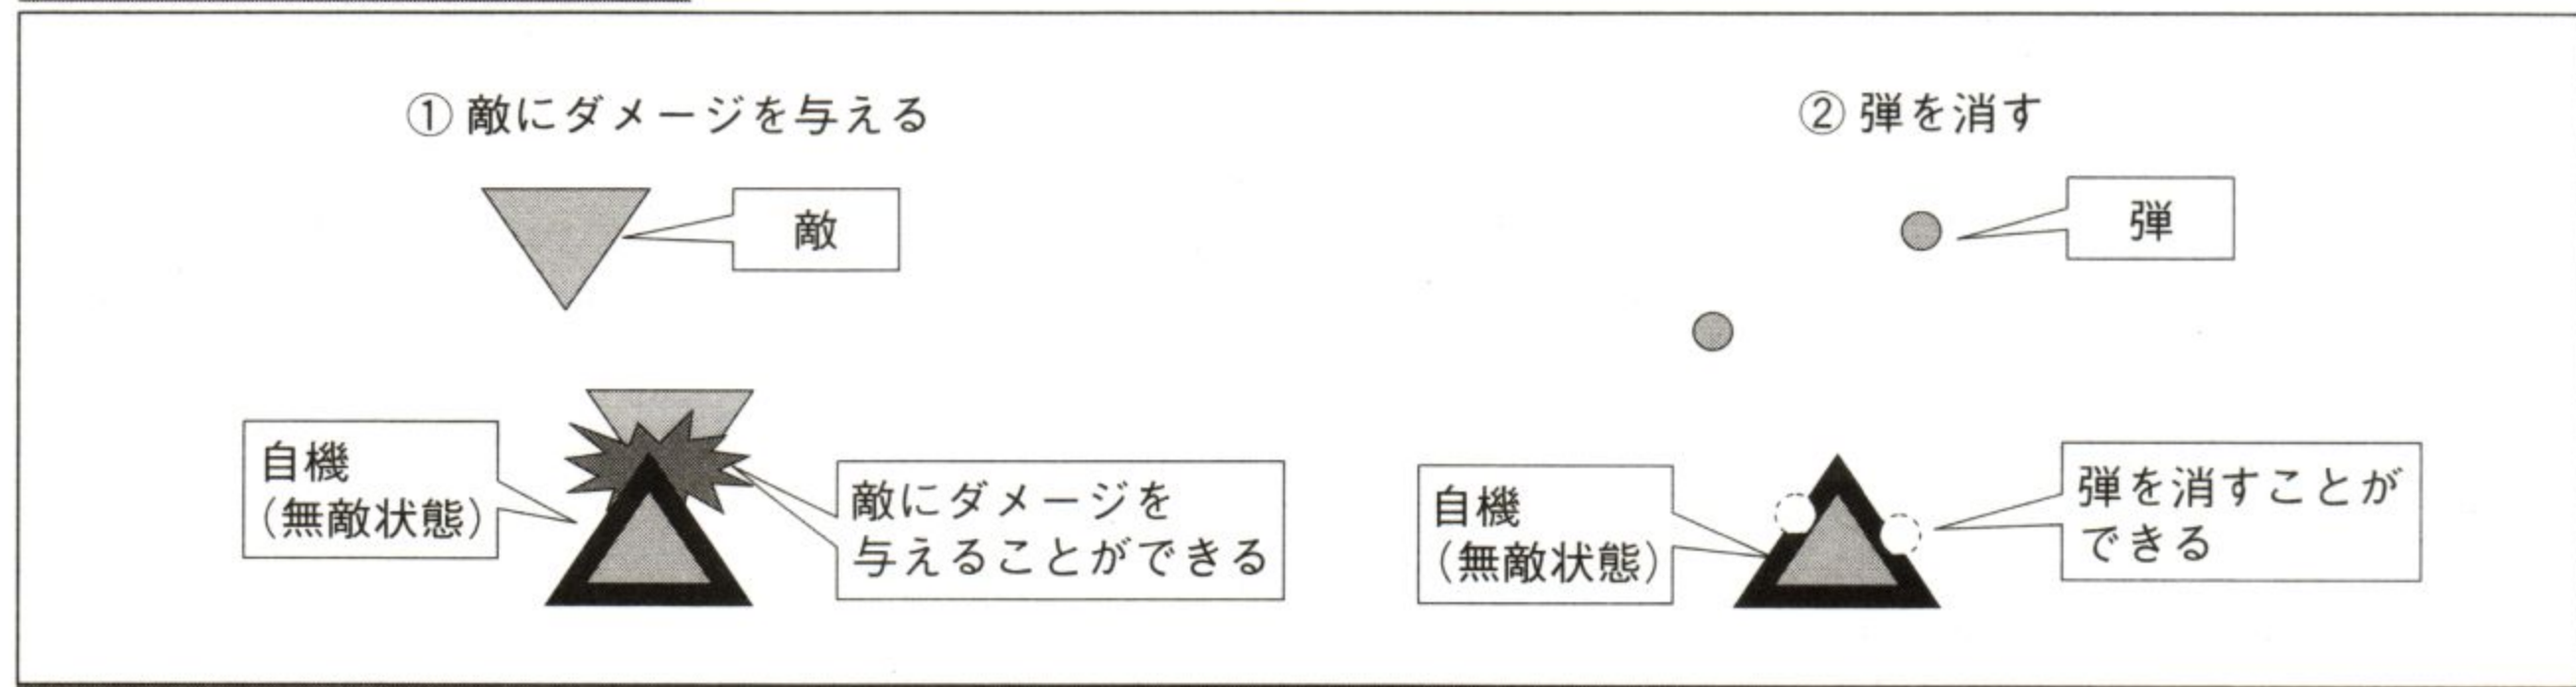 ① 敵にダメージを与える
敵
自機
(無敵状態)
敵にダメージを
与えることができる
② 弾を消す
弾
自機
(無敵状態)
弾を消すことが
できる